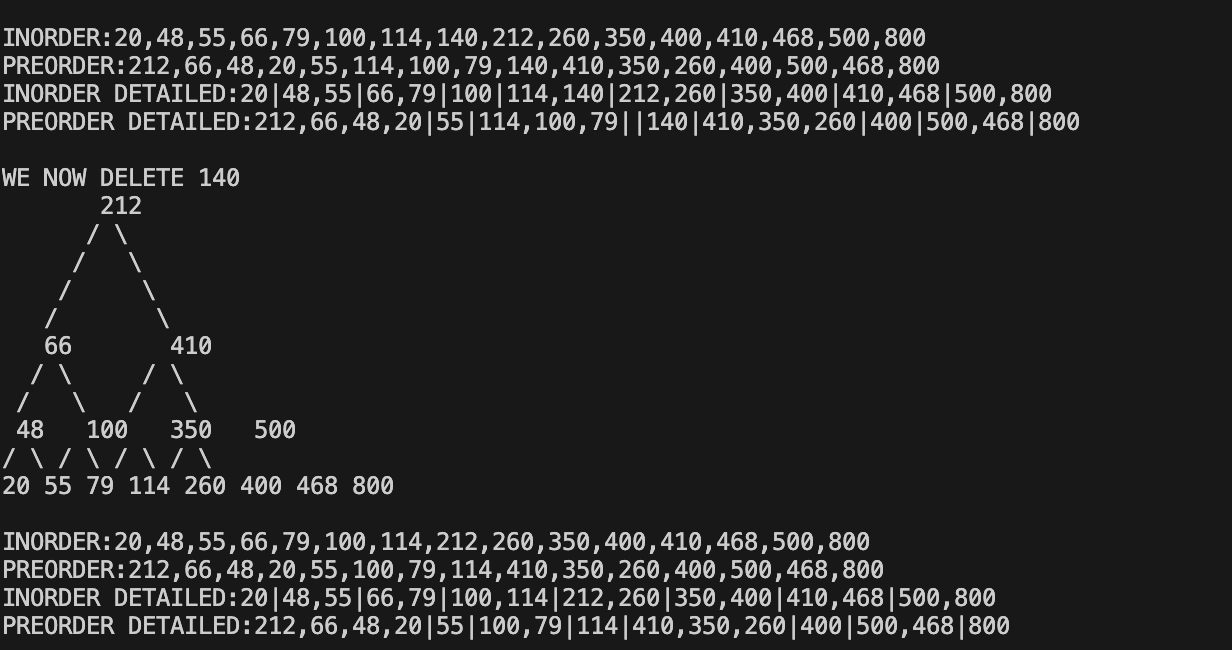 INORDER:20,48,55,66,79,100,114,140,212,260,350,400,410,468,500,800
PREORDER:212,66,48,20,55,114,100,79,140,410,350,260,400,500,468,800
INORDER DETAILED:20|48,55|66,79|100|114,140|212,260|350,400|410,468|500,800
PREORDER DETAILED:212,66,48,20|55|114,100,79||140|410,350,260|400|500,468|800

WE NOW DELETE 140
       212
      / \
     /   \
    /     \
   /       \
   66       410
  / \     / \
 /   \   /   \
 48   100   350   500
/ \ / \ / \ / \
20 55 79 114 260 400 468 800

INORDER:20,48,55,66,79,100,114,212,260,350,400,410,468,500,800
PREORDER:212,66,48,20,55,100,79,114,410,350,260,400,500,468,800
INORDER DETAILED:20|48,55|66,79|100,114|212,260|350,400|410,468|500,800
PREORDER DETAILED:212,66,48,20|55|100,79|114|410,350,260|400|500,468|800